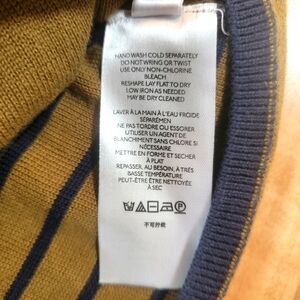 HAND WASH COLD SEPARATELY
DO NOT WRING OR TWIST
USE ONLY NON-CHLORINE
BLEACH
RESHAPE LAY FLAT TO DRY
LOW IRON AS NEEDED
MAY BE DRY CLEANED
LAVER À LA MAIN À L'EAU FROIDE
SÉPARÉMEN
NE PAS TORDRE OU ESSORER
UTILISER UN AGENT DE
BLANCHIMENT SANS CHLORE SI
NÉCESSAIRE
METTRE EN FORME ET SÉCHER
À PLAT
REPASSER, AU BESOIN, À TRÈS
BASSE TEMPÉRATURE
PEUT-ÊTRE ÊTRE NETTOYÉE
À SEC
P
不可拧绞